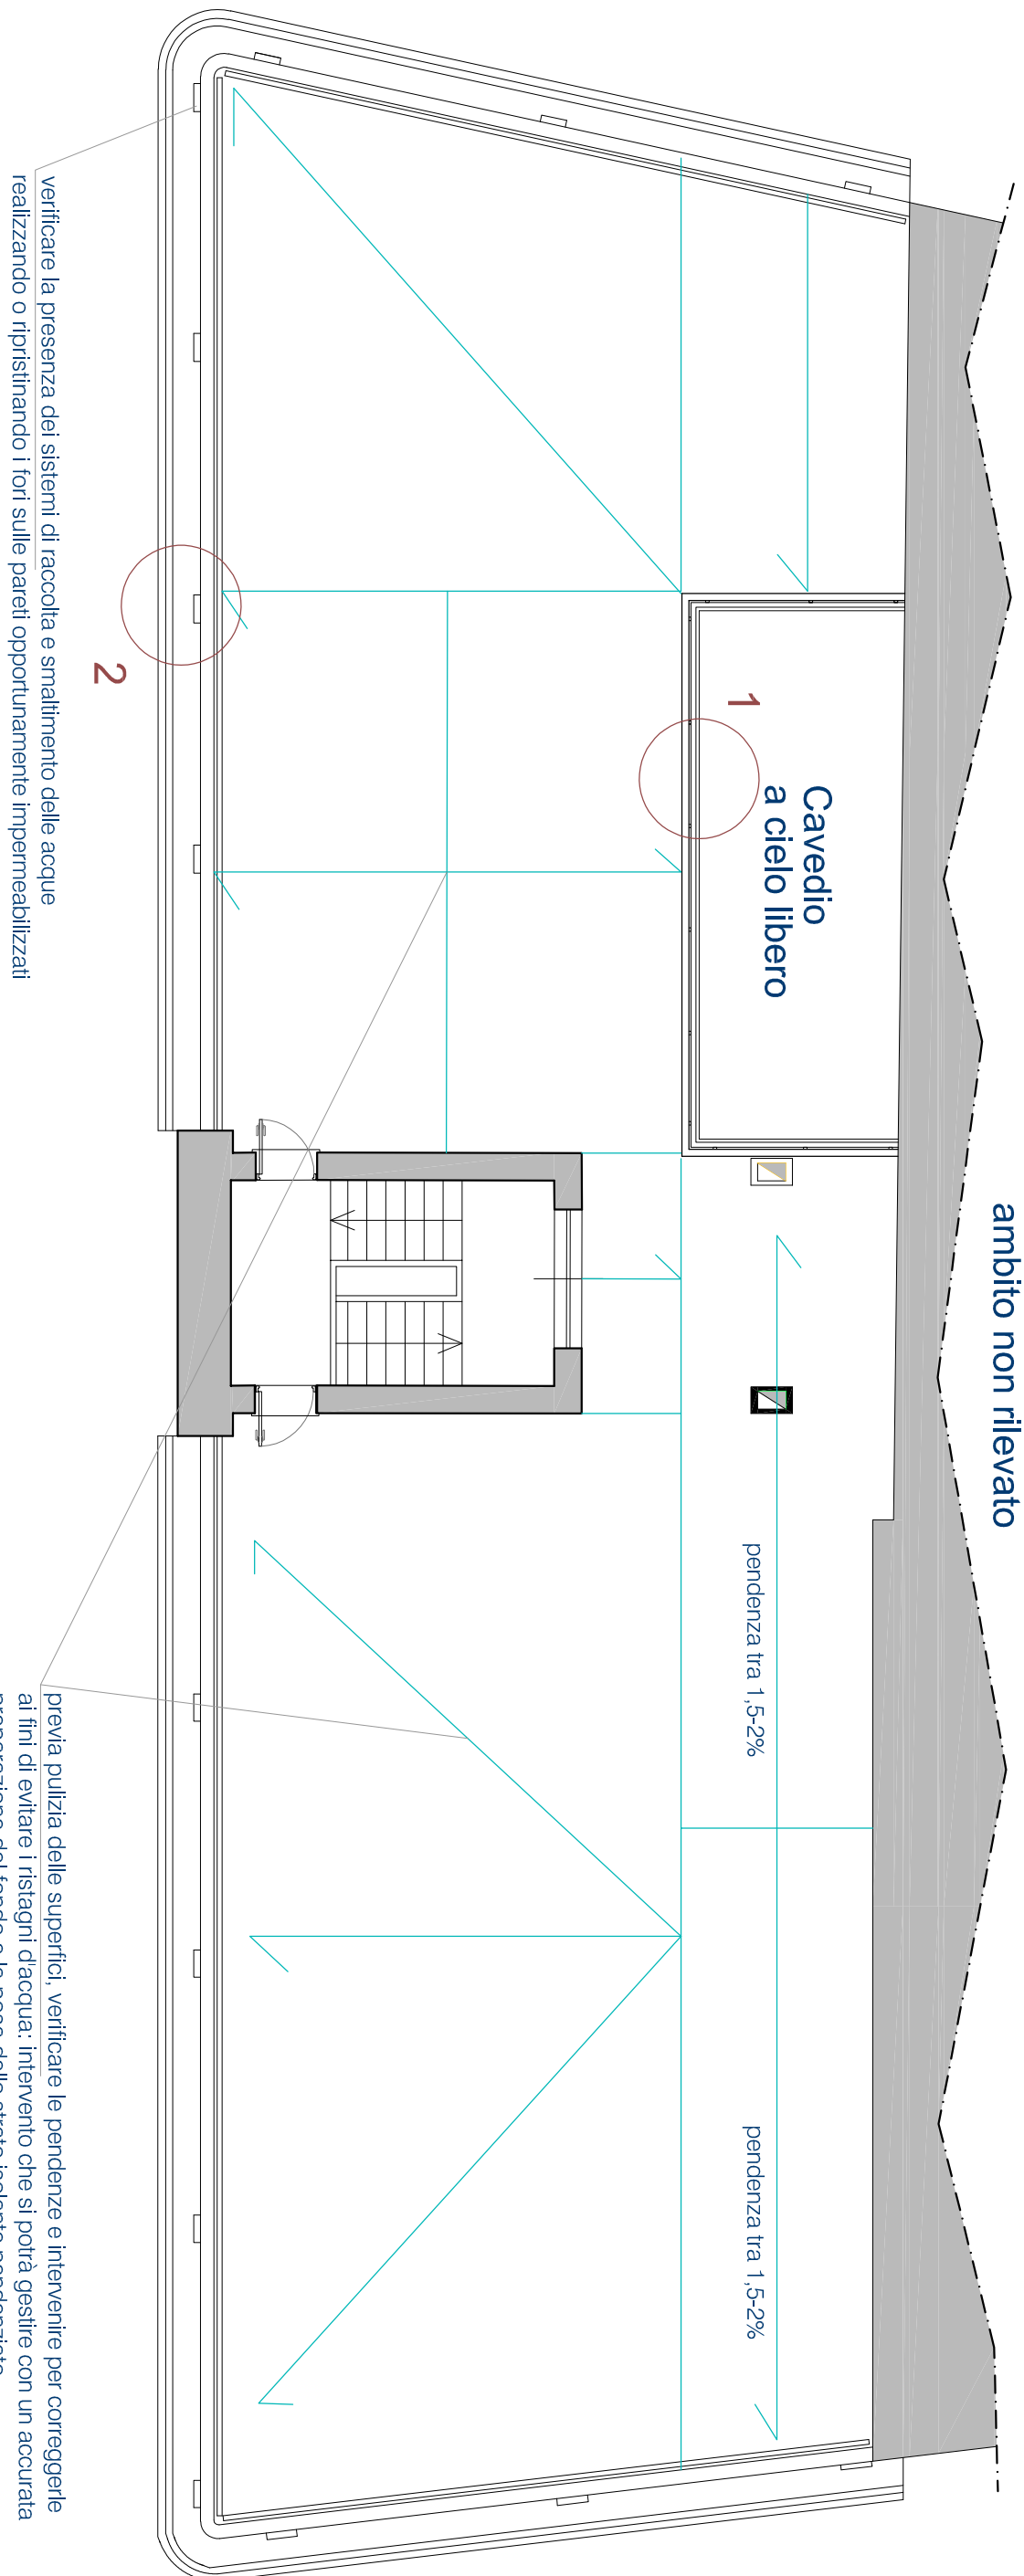 ambito non rilevato
Cavedio
a cielo libero
1
2
pendenza tra 1,5-2%
pendenza tra 1,5-2%
verificare la presenza dei sistemi di raccolta e smaltimento delle acque
realizzando o ripristinando i fori sulle pareti opportunamente impermeabilizzati
previa pulizia delle superfici, verificare le pendenze e intervenire per correggerle
ai fini di evitare i ristagni d'acqua: intervento che si potrà gestire con un accurata